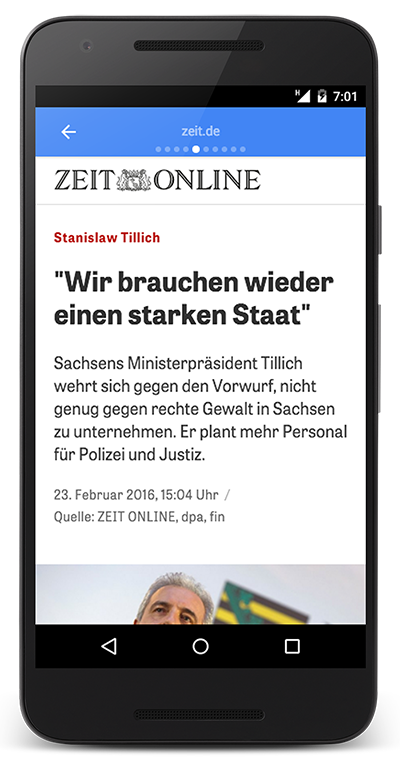 H 7:01
zeit.de
ZEIT ONLINE
Stanislaw Tillich
"Wir brauchen wieder
einen starken Staat"
Sachsens Ministerpräsident Tillich
wehrt sich gegen den Vorwurf, nicht
genug gegen rechte Gewalt in Sachsen
zu unternehmen. Er plant mehr Personal
für Polizei und Justiz.
23. Februar 2016, 15:04 Uhr /
Quelle: ZEIT ONLINE, dpa, fin